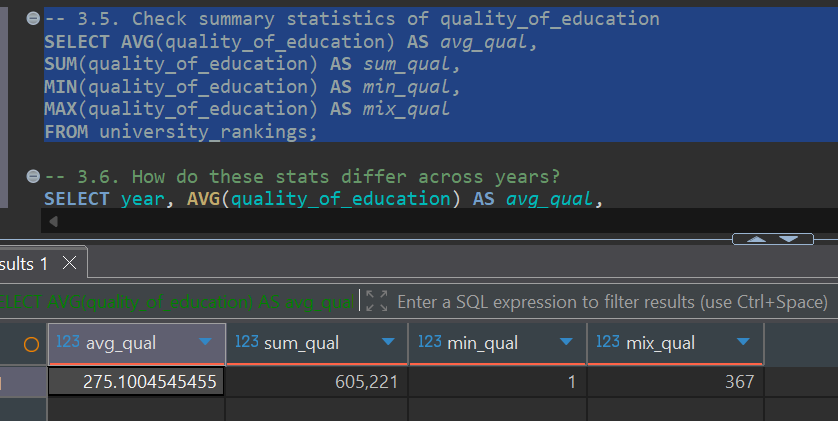 -- 3.5. Check summary statistics of quality_of_education
SELECT AVG(quality_of_education) AS avg_qual,
SUM(quality_of_education) AS sum_qual,
MIN(quality_of_education) AS min_qual,
MAX(quality_of_education) AS mix_qual
FROM university_rankings;
-- 3.6. How do these stats differ across years?
SELECT year, AVG(quality_of_education) AS avg_qual,
sults 1
ELECT AVG(quality_of_education) AS avg_qual Enter a SQL expression to filter results (use Ctrl+Space)
123 avg_qual 123 sum_qual 123 min_qual 123 mix_qual
275.1004545455 605,221 1 367